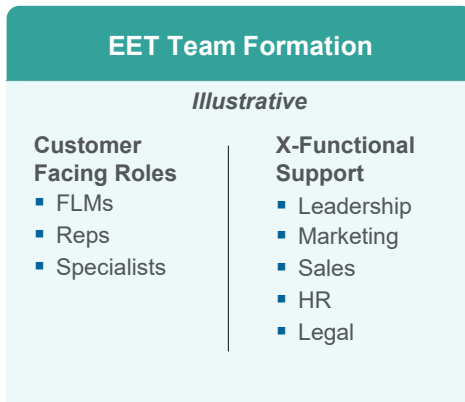 EET Team Formation
Illustrative
Customer
Facing Roles
▪ FLMs
▪ Reps
▪ Specialists
X-Functional
Support
▪ Leadership
▪ Marketing
▪ Sales
▪ HR
▪ Legal